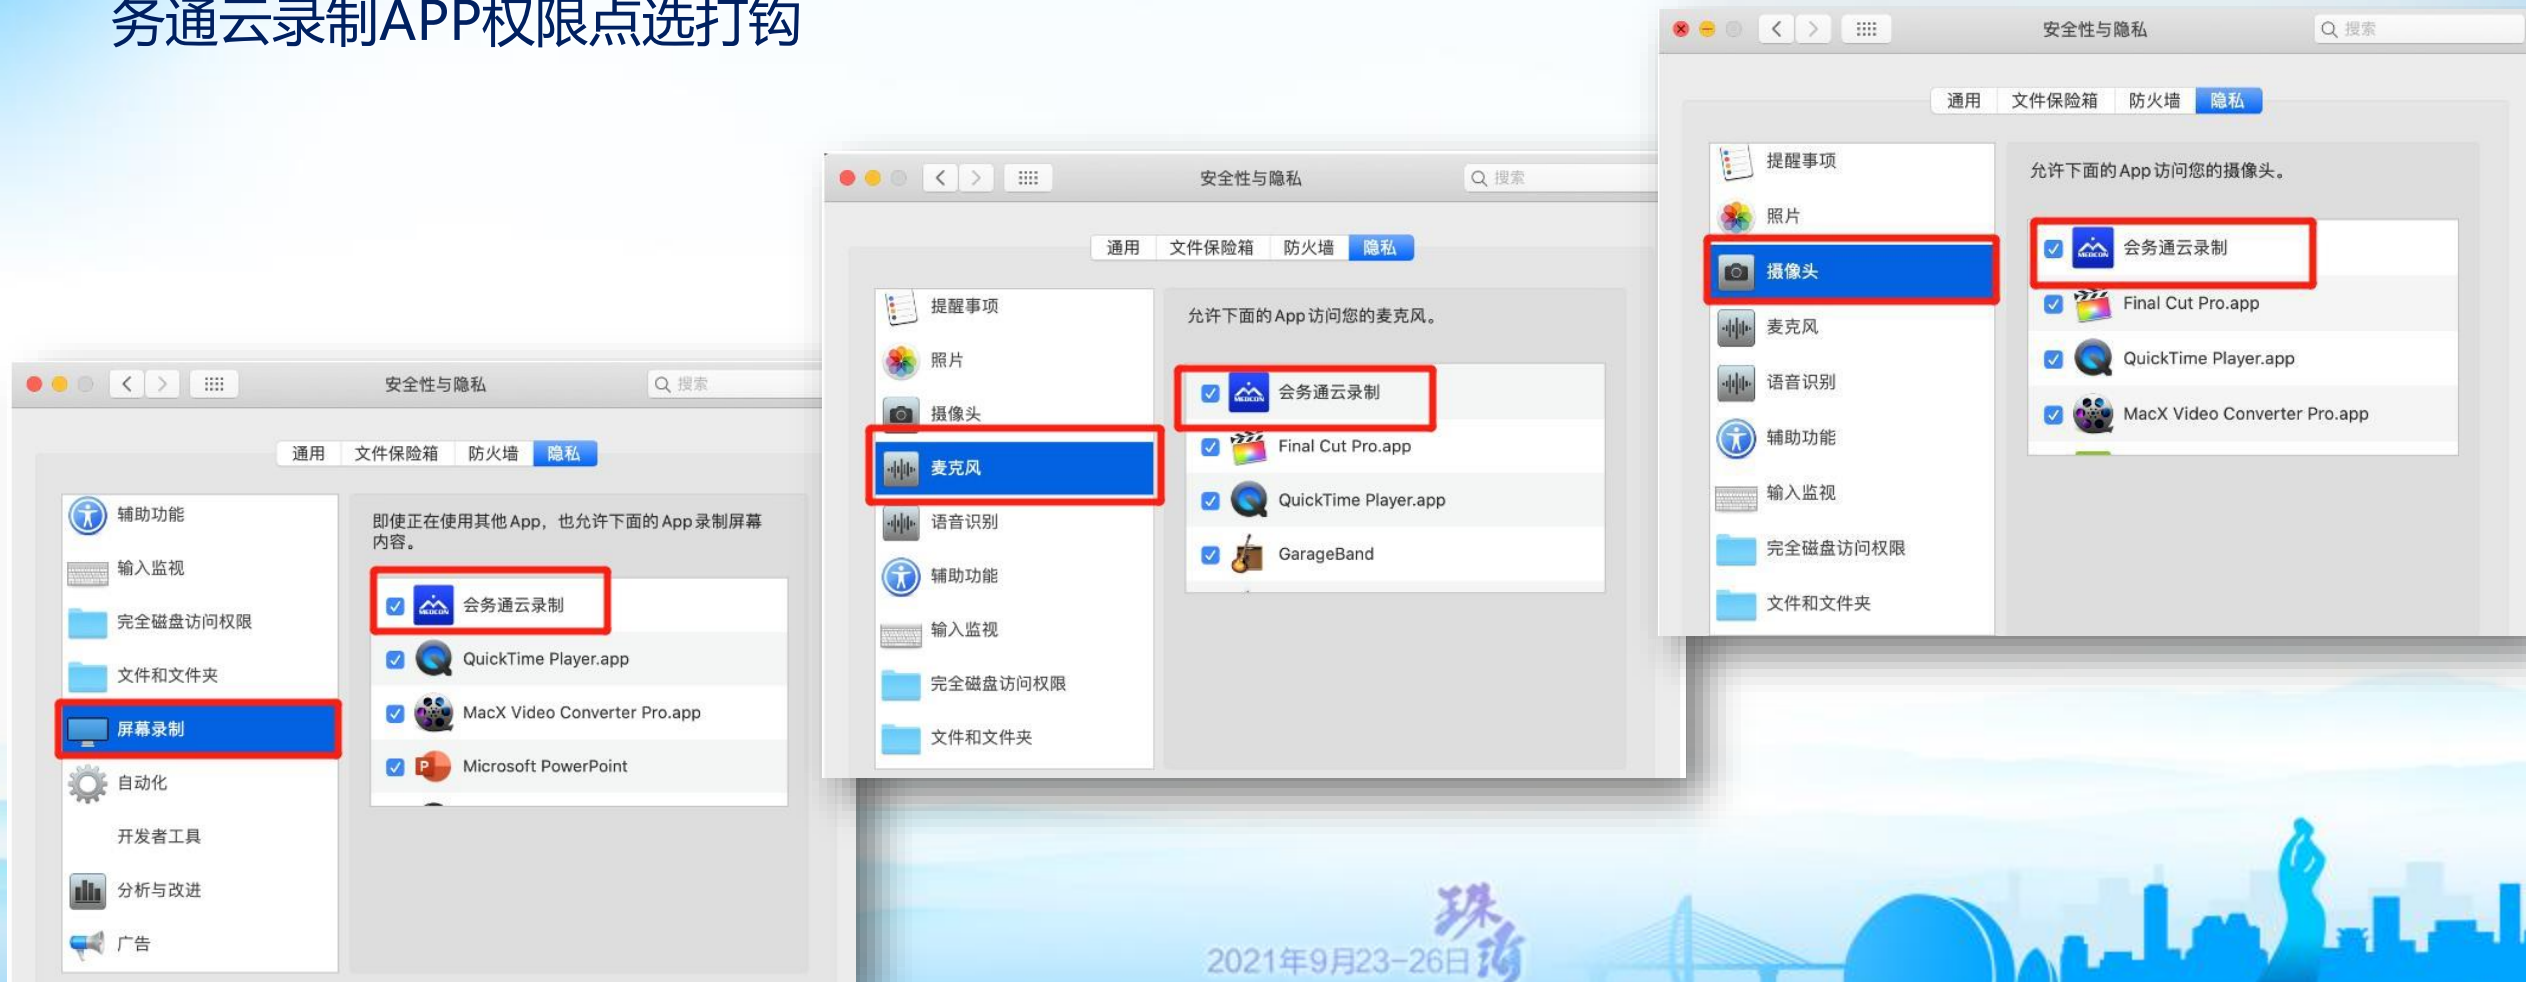 务通云录制APP权限点选打钩
安全性与隐私
搜索
通用 文件保险箱 防火墙 隐私
辅助功能
输入监视
完全磁盘访问权限
文件和文件夹
屏幕录制
自动化
开发者工具
分析与改进
广告
即使正在使用其他 App，也允许下面的 App 录制屏幕
内容。
MEDCON
会务通云录制
QuickTime Player.app
MacX Video Converter Pro.app
P
Microsoft PowerPoint
安全性与隐私
搜索
通用 文件保险箱 防火墙 隐私
提醒事项
照片
摄像头
麦克风
语音识别
辅助功能
输入监视
完全磁盘访问权限
文件和文件夹
允许下面的 App 访问您的麦克风。
MEDCON
会务通云录制
Final Cut Pro.app
QuickTime Player.app
GarageBand
安全性与隐私
搜索
通用 文件保险箱 防火墙 隐私
提醒事项
照片
摄像头
麦克风
语音识别
辅助功能
输入监视
完全磁盘访问权限
文件和文件夹
允许下面的 App 访问您的摄像头。
MEDCON
会务通云录制
Final Cut Pro.app
QuickTime Player.app
MacX Video Converter Pro.app
2021年9月23-26日
珠海